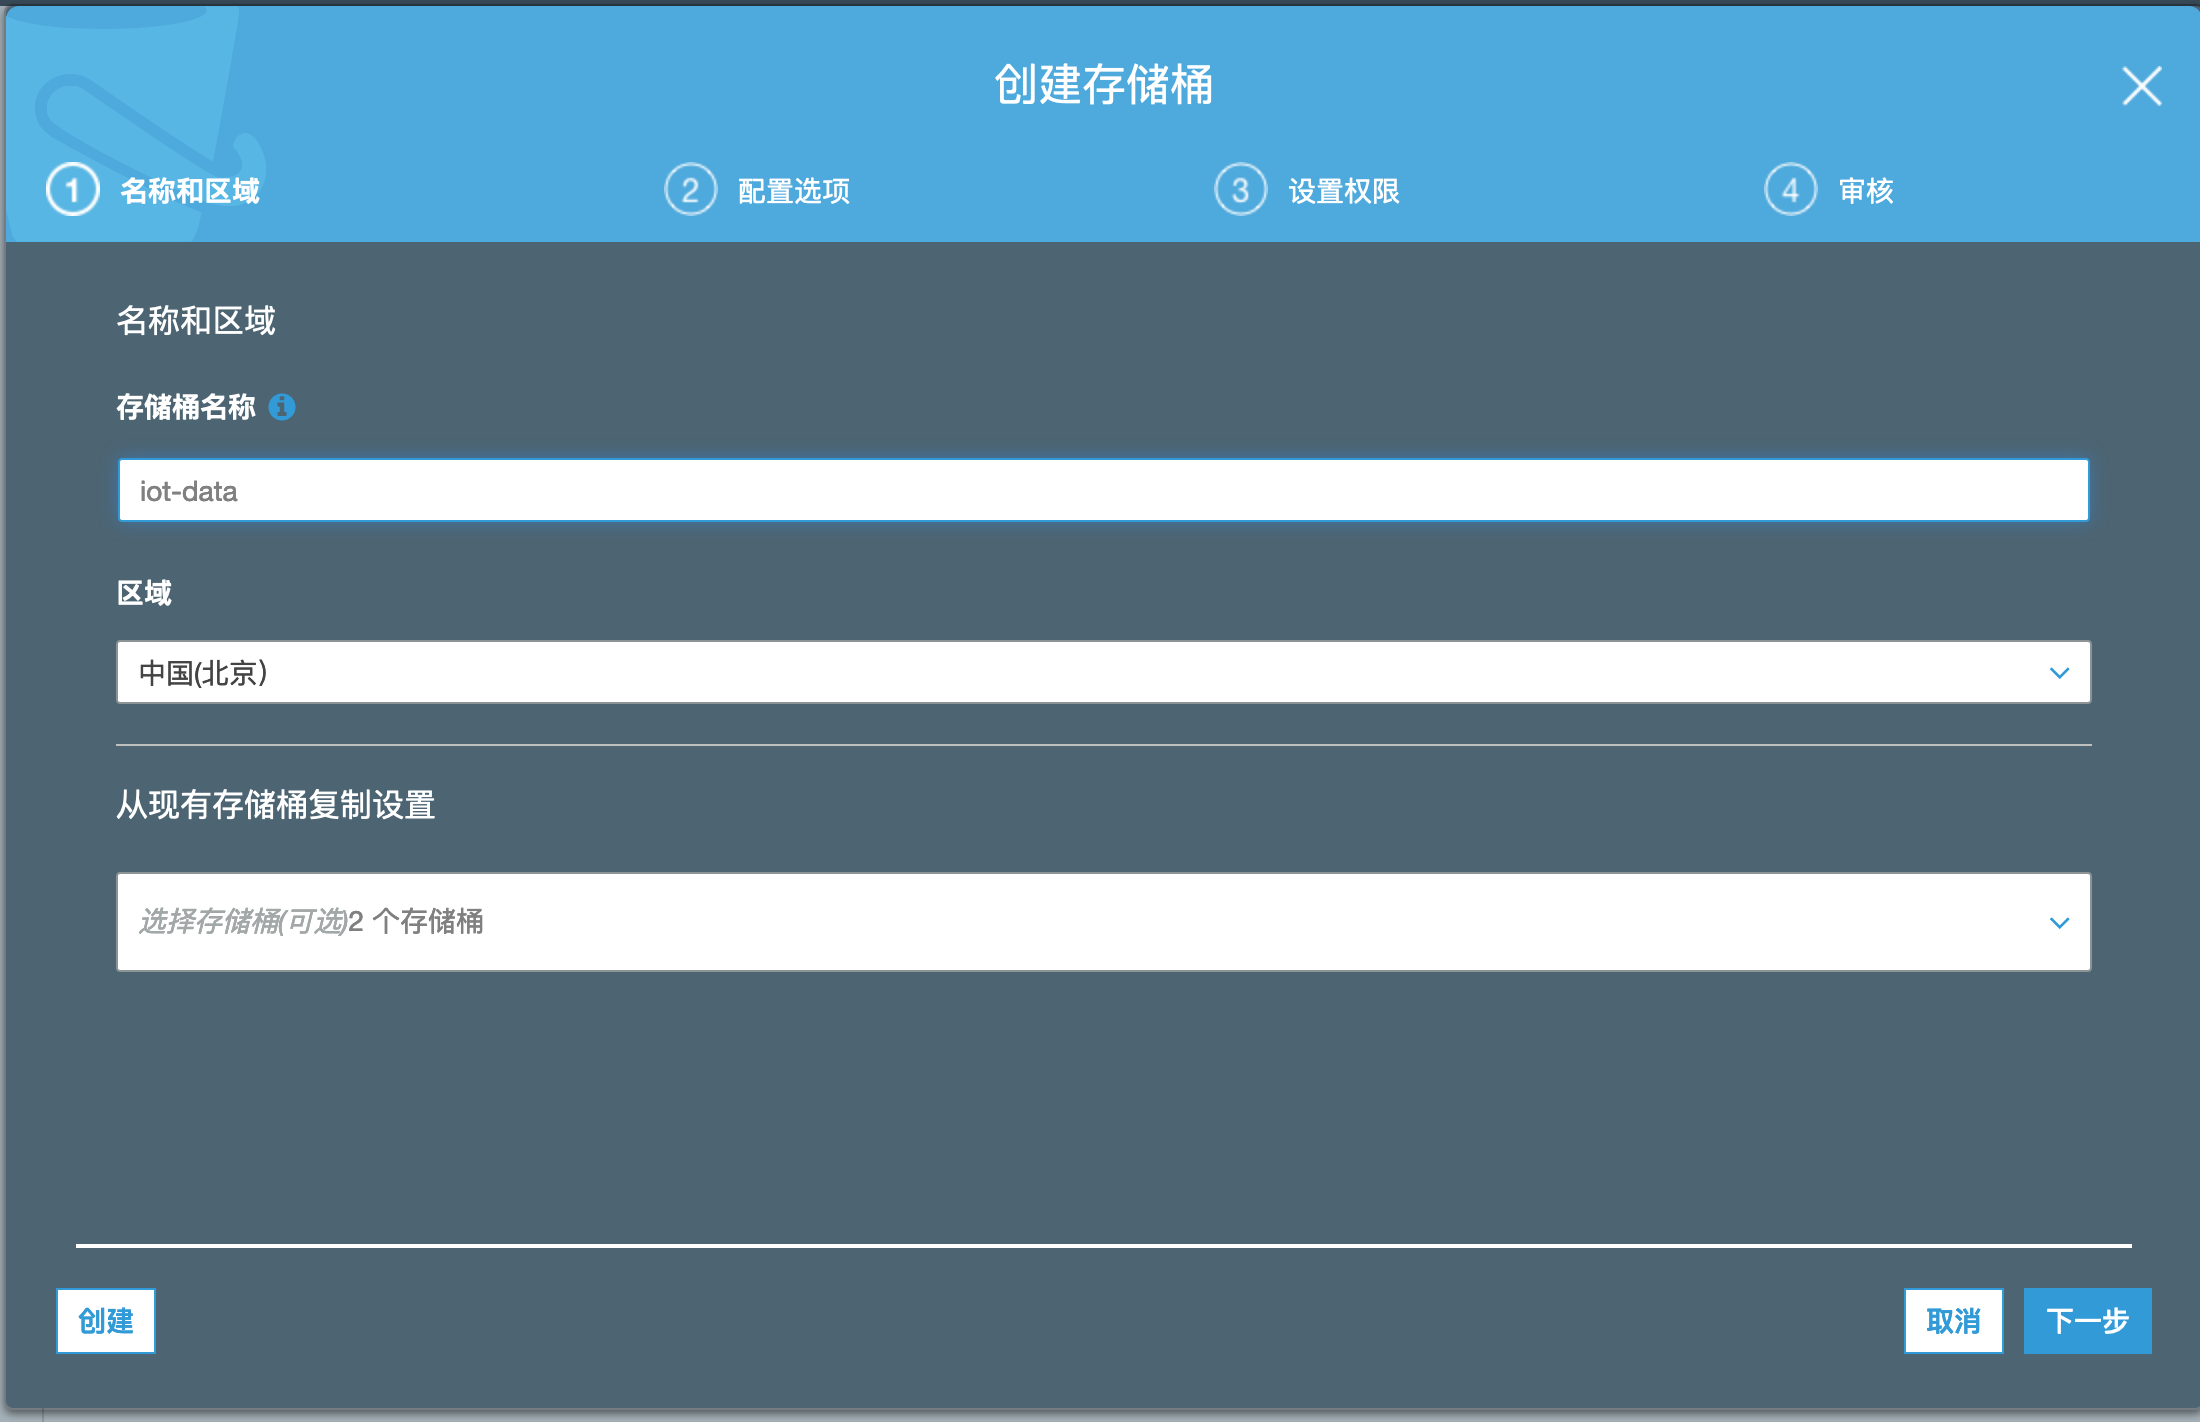 创建存储桶
1 名称和区域
2 配置选项
3 设置权限
4 审核
名称和区域
存储桶名称
iot-data
区域
中国(北京)
从现有存储桶复制设置
选择存储桶(可选)2 个存储桶
创建
取消
下一步